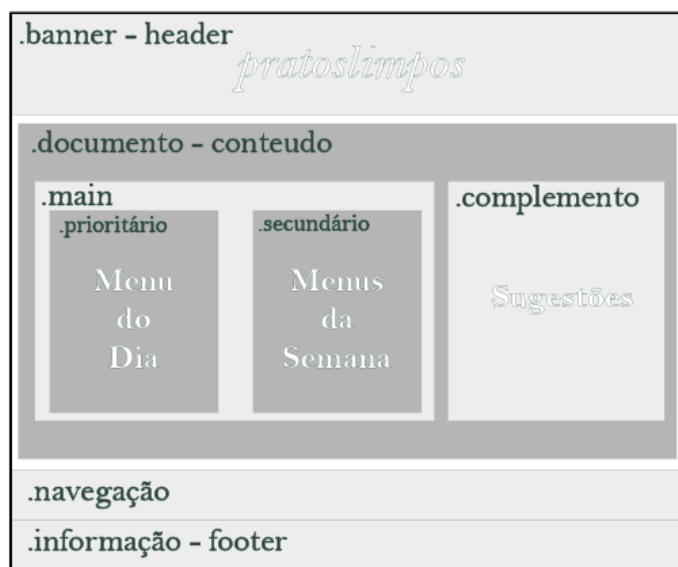 .banner – header
pratoslimpos
.documento – conteudo
.main
.prioritário
Menu
do
Dia
.secundário
Menus
da
Semana
.complemento
Sugestões
.navegação
.informação – footer